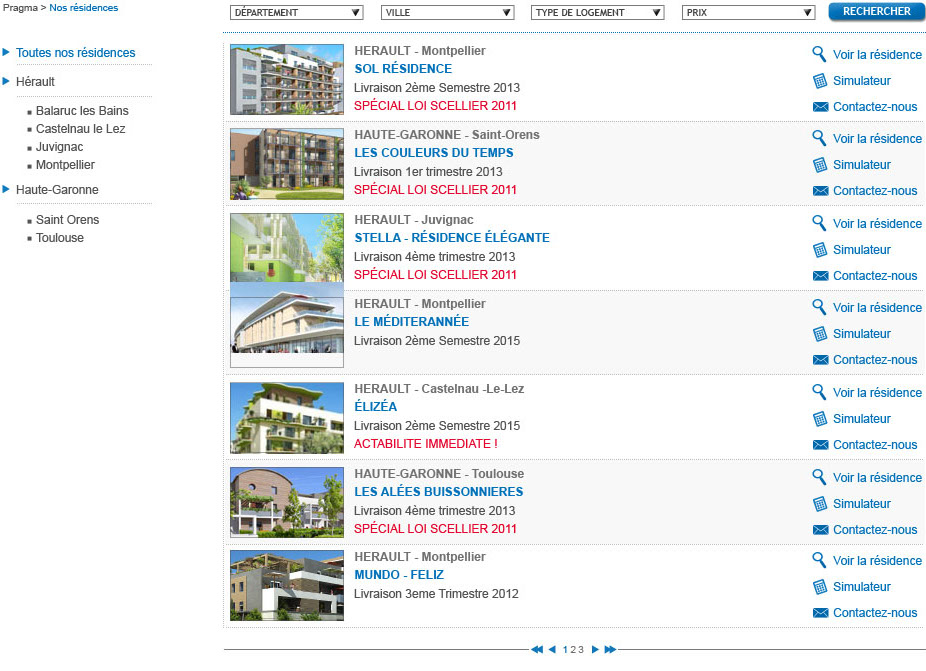 Pragma > Nos résidences
DÉPARTEMENT
VILLE
TYPE DE LOGEMENT
PRIX
RECHERCHER
Toutes nos résidences
Hérault
Balaruc les Bains
Castelnau le Lez
Juvignac
Montpellier
Haute-Garonne
Saint Orens
Toulouse
HERAULT - Montpellier
SOL RÉSIDENCE
Livraison 2ème Semestre 2013
SPÉCIAL LOI SCELLIER 2011
Voir la résidence
Simulateur
Contactez-nous
HAUTE-GARONNE - Saint-Orens
LES COULEURS DU TEMPS
Livraison 1er trimestre 2013
SPÉCIAL LOI SCELLIER 2011
Voir la résidence
Simulateur
Contactez-nous
HERAULT - Juvignac
STELLA - RÉSIDENCE ÉLÉGANTE
Livraison 4ème trimestre 2013
SPÉCIAL LOI SCELLIER 2011
Voir la résidence
Simulateur
Contactez-nous
HERAULT - Montpellier
LE MÉDITERANNÉE
Livraison 2ème Semestre 2015
Voir la résidence
Simulateur
Contactez-nous
HERAULT - Castelnau -Le-Lez
ÉLIZÉA
Livraison 2ème Semestre 2015
ACTABILITE IMMEDIATE !
Voir la résidence
Simulateur
Contactez-nous
HAUTE-GARONNE - Toulouse
LES ALÉES BUISSONNIERES
Livraison 4ème trimestre 2013
SPÉCIAL LOI SCELLIER 2011
Voir la résidence
Simulateur
Contactez-nous
HERAULT - Montpellier
MUNDO - FELIZ
Livraison 3eme Trimestre 2012
Voir la résidence
Simulateur
Contactez-nous
1 2 3